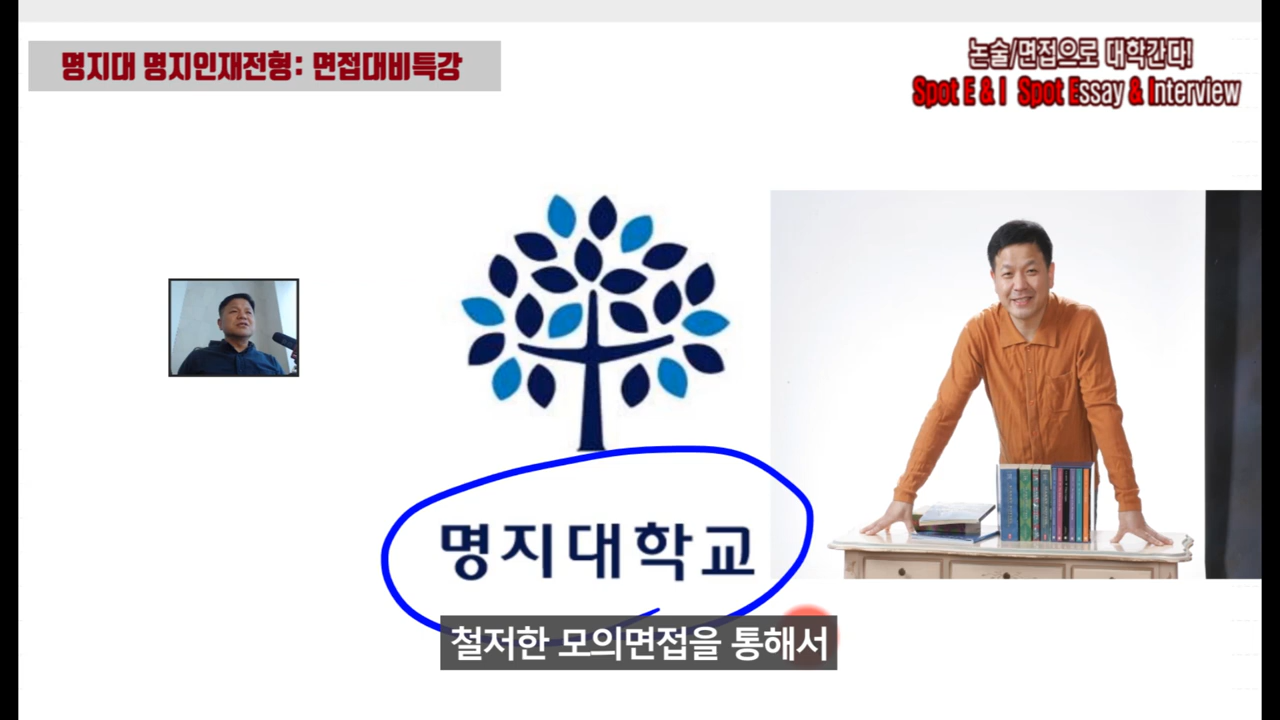 명지대 명지인재전형: 면접대비특강
논술/면접으로 대학간다!
Spot E & I Spot Essay & Interview
명지대학교
철저한 모의면접을 통해서